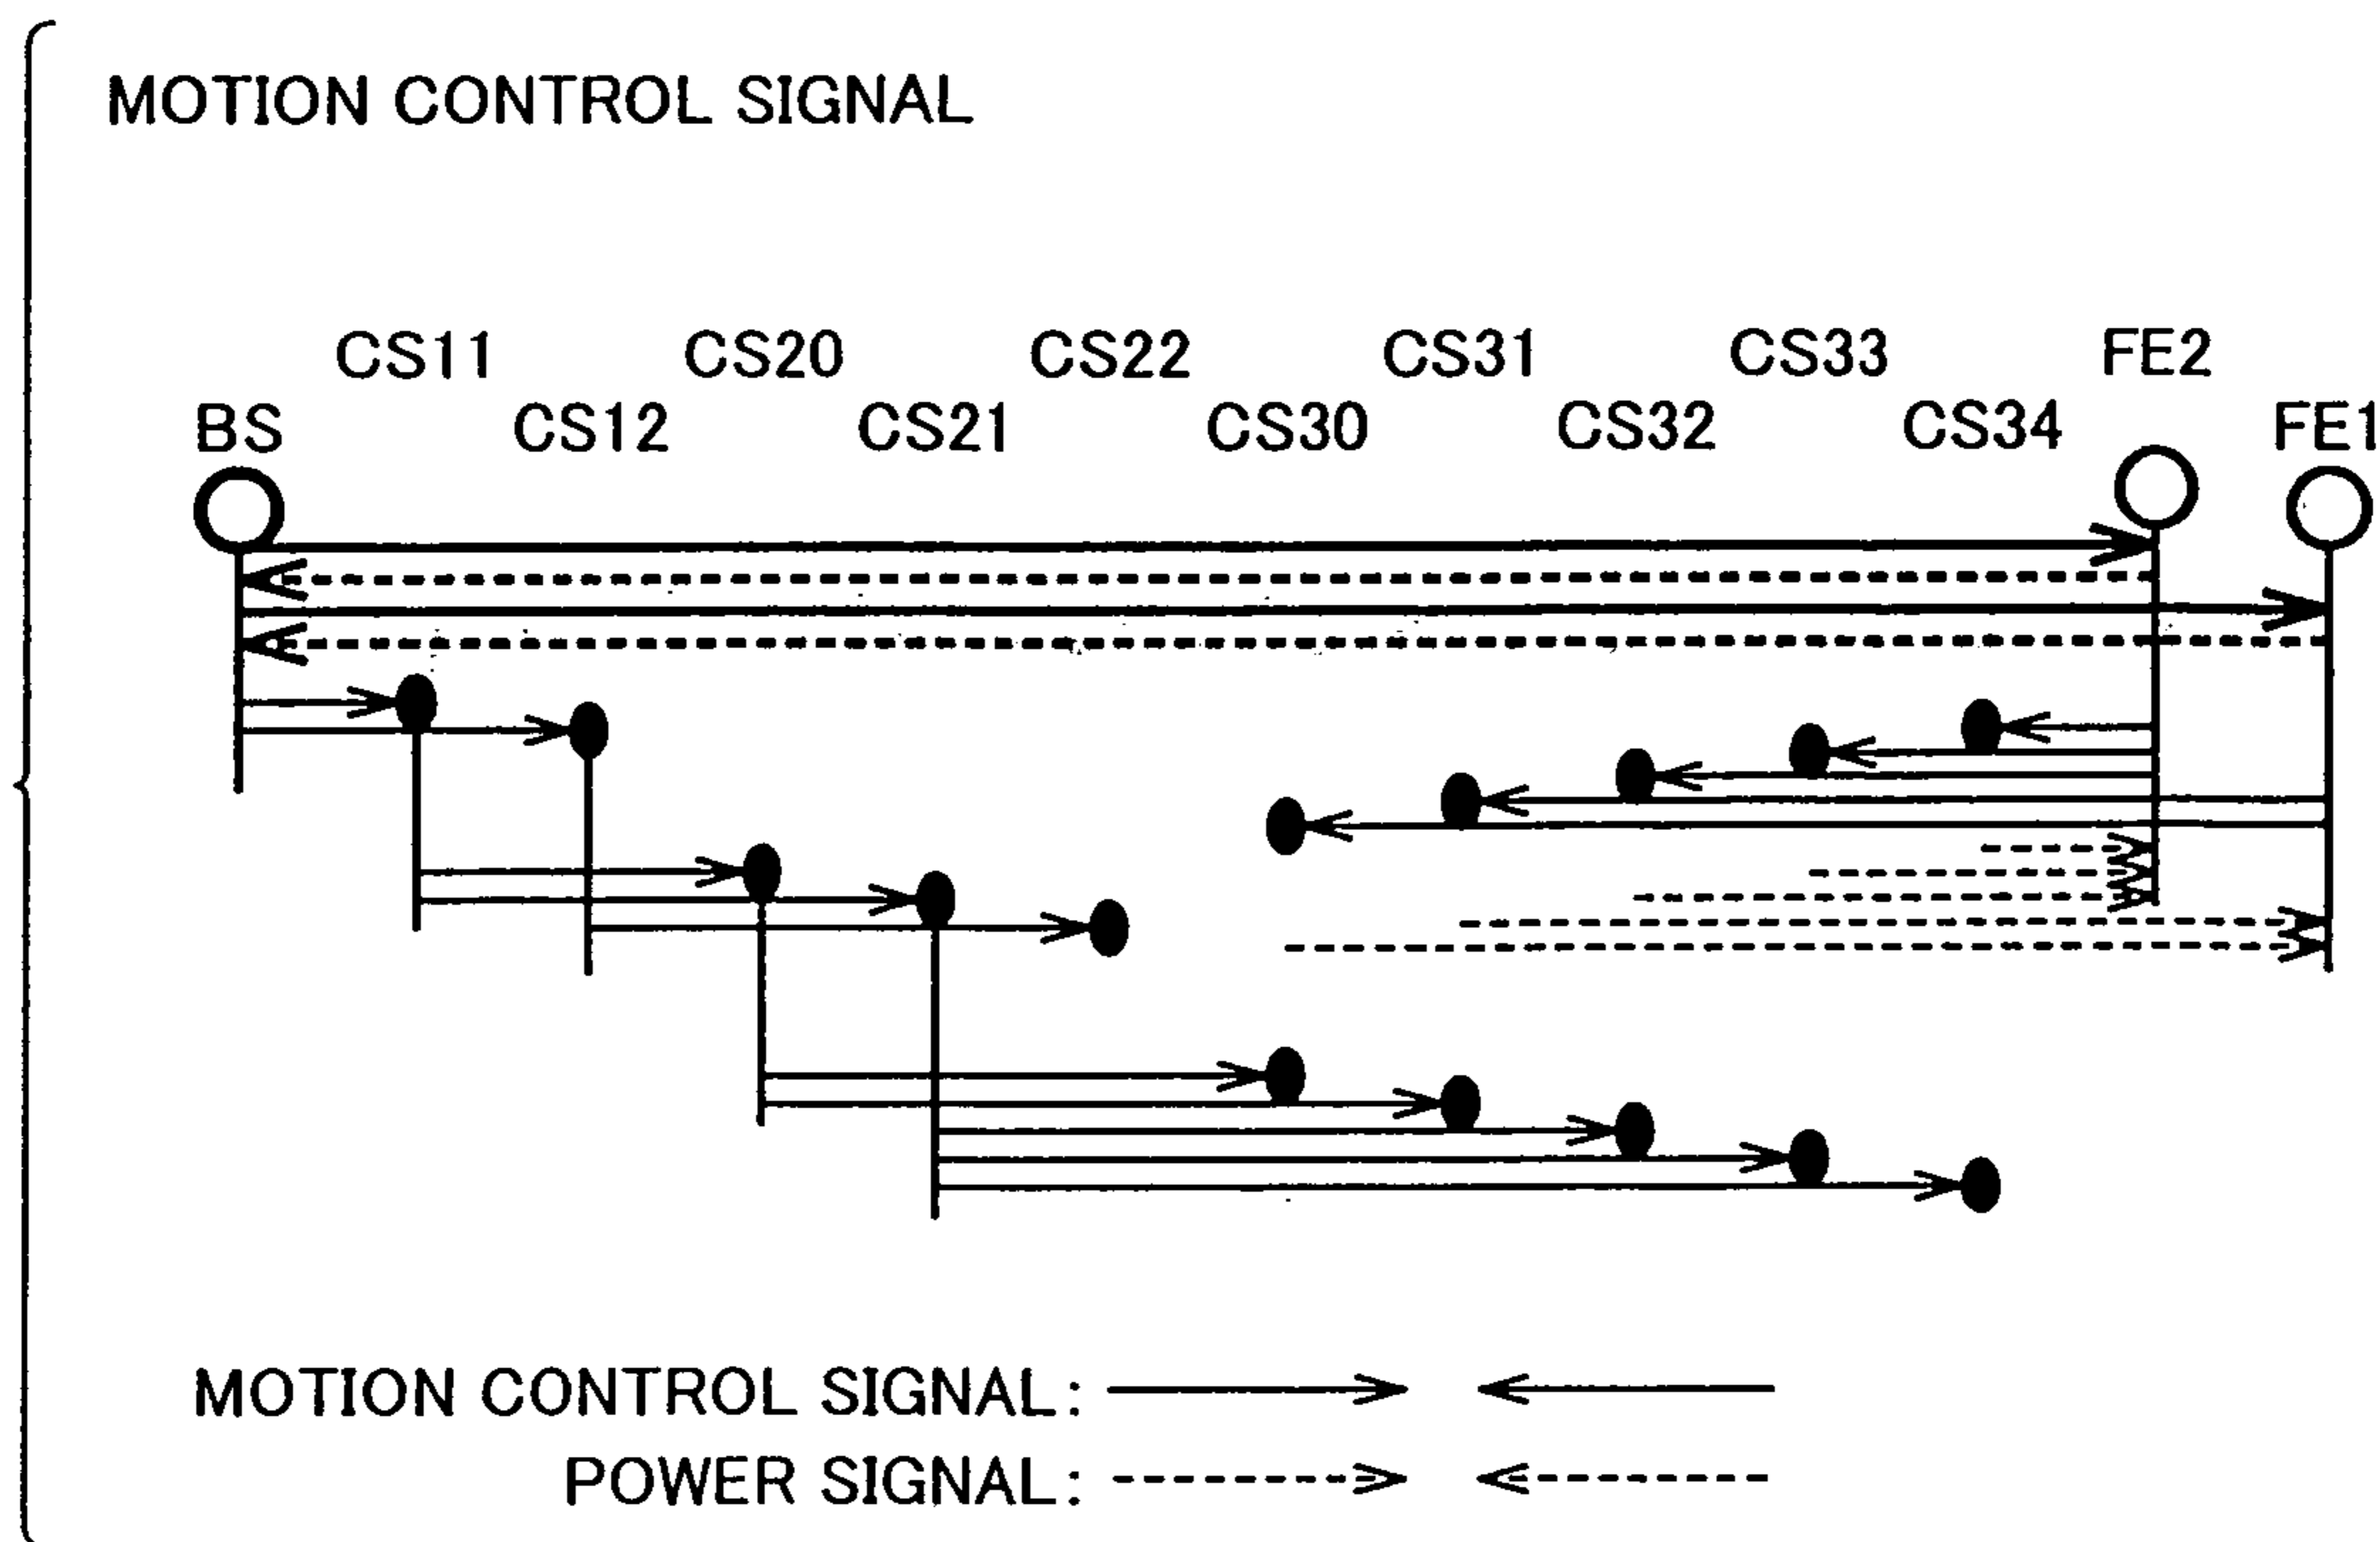 MOTION CONTROL SIGNAL
CS11 CS20 CS22 CS31 CS33 FE2
BS CS12 CS21 CS30 CS32 CS34 FE1
MOTION CONTROL SIGNAL:
POWER SIGNAL: